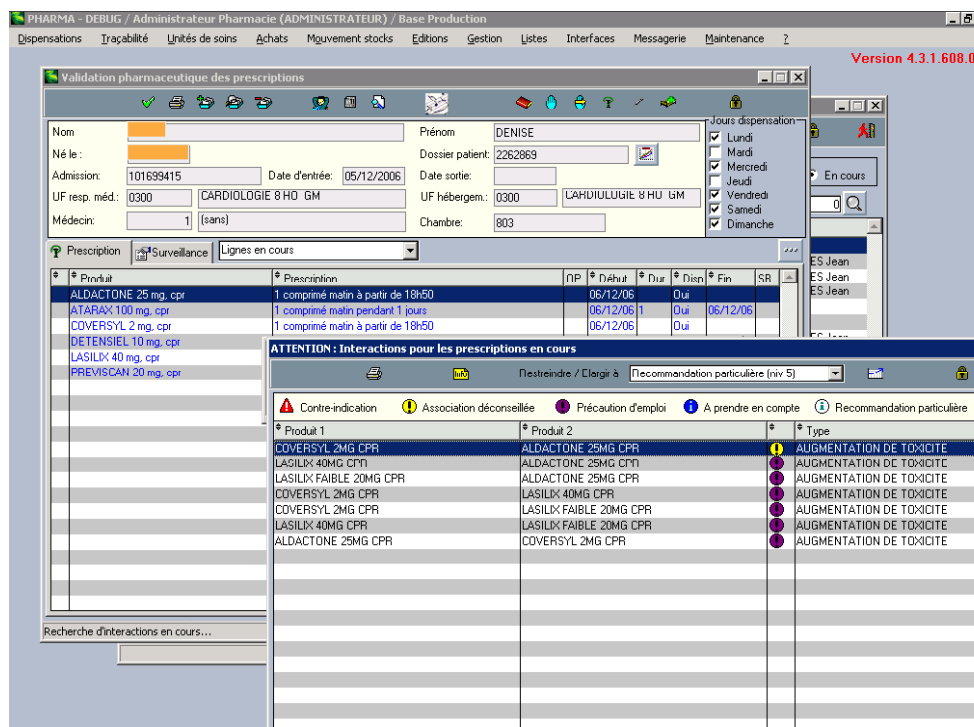 PHARMA - DEBUG / Administrateur Pharmacie (ADMINISTRATEUR) / Base Production
Dispensations Traçabilité Unités de soins Achats Mouvement stocks Editions Gestion Listes Interfaces Messagerie Maintenance ?
Version 4.3.1.608.0
Validation pharmaceutique des prescriptions
Nom
Prénom DENISE
Jours dispensation
Lundi
Mardi
Mercredi
Jeudi
Vendredi
Samedi
Dimanche
Né le :
Dossier patient: 2262869
Admission: 101699415 Date d'entrée: 05/12/2006 Date sortie:
UF resp. méd.: 0300 CARDIOLOGIE 8 HO GM UF hébergem.: 0300 CARDIOLOGIE 8 HO GM
Médecin: 1 (sans) Chambre: 803
En cours
0
Prescription Surveillance Lignes en cours ...
Produit Prescription OP Début Dur Disp Fin SB
ALDACTONE 25 mg, cpr 1 comprimé matin à partir de 18h50 06/12/06 Oui
ATARAX 100 mg, cpr 1 comprimé matin pendant 1 jours 06/12/06 1 Oui 06/12/06
COVERSYL 2 mg, cpr 1 comprimé matin à partir de 18h50 06/12/06 Oui
DETENSIEL 10 mg, cpr
LASILIX 40 mg, cpr
PREVISCAN 20 mg, cpr
ES Jean
ES Jean
ES Jean
ATTENTION : Interactions pour les prescriptions en cours
Info Restreindre / Elargir à Recommandation particulière (niv 5)
Contre-indication Association déconseillée Précaution d'emploi A prendre en compte Recommandation particulière
Produit 1 Produit 2 Type
COVERSYL 2MG CPR ALDACTONE 25MG CPR AUGMENTATION DE TOXICITE
LASILIX 40MG CPR ALDACTONE 25MG CPR AUGMENTATION DE TOXICITE
LASILIX FAIBLE 20MG CPR ALDACTONE 25MG CPR AUGMENTATION DE TOXICITE
COVERSYL 2MG CPR LASILIX 40MG CPR AUGMENTATION DE TOXICITE
COVERSYL 2MG CPR LASILIX FAIBLE 20MG CPR AUGMENTATION DE TOXICITE
LASILIX 40MG CPR LASILIX FAIBLE 20MG CPR AUGMENTATION DE TOXICITE
ALDACTONE 25MG CPR COVERSYL 2MG CPR AUGMENTATION DE TOXICITE
Recherche d'interactions en cours...